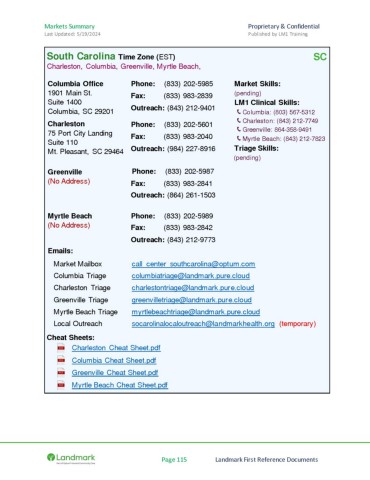 Markets Summary Proprietary & Confidential
Last Updated: 5/29/2024 Published by LM1 Training
South Carolina Time Zone (EST) SC
Charleston, Columbia, Greenville, Myrtle Beach,
Columbia Office Phone: (833) 202-5985 Market Skills:
1901 Main St. Fax: (833) 983-2839 (pending)
Suite 1400 LM1 Clinical Skills:
Columbia, SC 29201 Outreach: (843) 212-9401 Columbia: (803) 567-5312
Charleston Phone: (833) 202-5601 Charleston: (843) 212-7749
75 Port City Landing Fax: (833) 983-2040 Greenville: 864-358-9491
Suite 110 Myrtle Beach: (843) 212-7823
Mt. Pleasant, SC 29464 Outreach: (984) 227-8916 Triage Skills:
(pending)
Greenville Phone: (833) 202-5987
(No Address) Fax: (833) 983-2841
Outreach: (864) 261-1503
Myrtle Beach Phone: (833) 202-5989
(No Address) Fax: (833) 983-2842
Outreach: (843) 212-9773
Emails:
Market Mailbox call_center_southcarolina@optum.com
Columbia Triage columbiatriage@landmark.pure.cloud
Charleston Triage charlestontriage@landmark.pure.cloud
Greenville Triage greenvilletriage@landmark.pure.cloud
Myrtle Beach Triage myrtlebeachtriage@landmark.pure.cloud
Local Outreach socarolinalocaloutreach@landmarkhealth.org (temporary)
Cheat Sheets:
Charleston Cheat Sheet.pdf
Columbia Cheat Sheet.pdf
Greenville Cheat Sheet.pdf
Myrtle Beach Cheat Sheet.pdf
Landmark Page 115 Landmark First Reference Documents